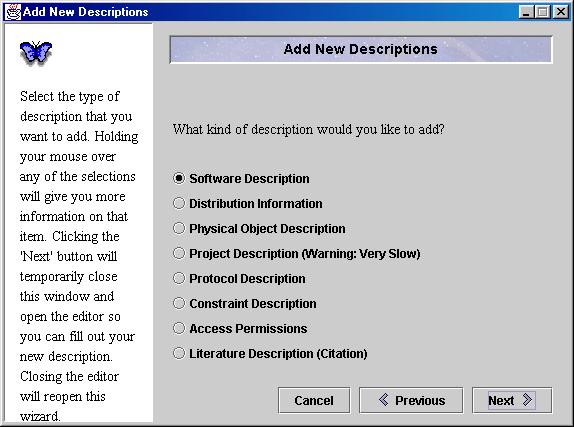 Add New Descriptions
Select the type of
description that you
want to add. Holding
your mouse over
any of the selections
will give you more
information on that
item. Clicking the
'Next' button will
temporarily close
this window and
open the editor so
you can fill out your
new description.
Closing the editor
will reopen this
wizard.
Add New Descriptions
What kind of description would you like to add?
Software Description
Distribution Information
Physical Object Description
Project Description (Warning: Very Slow)
Protocol Description
Constraint Description
Access Permissions
Literature Description (Citation)
Cancel
Previous
Next